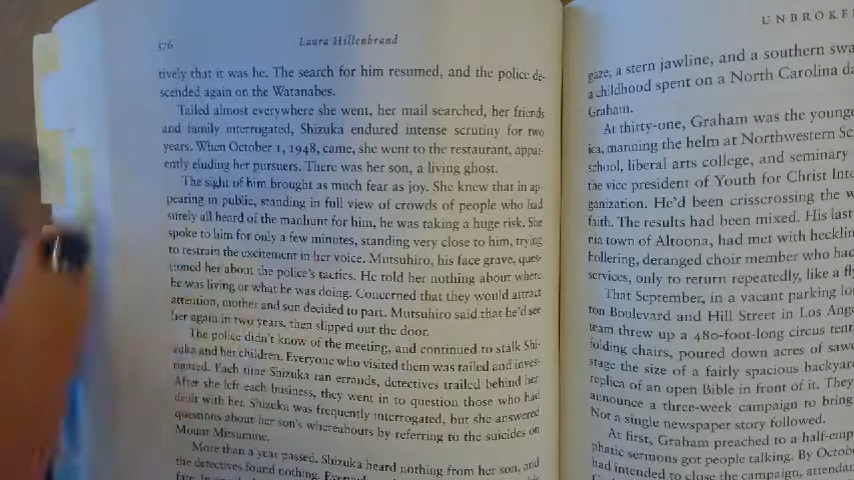 376
Laura Hillenbrand
tively that it was he. The search for him resumed, and the police de-
scended again on the Watanabes.
Tailed almost everywhere she went, her mail searched, her friends
and family interrogated, Shizuka endured intense scrutiny for two
years. When October 1, 1948, came, she went to the restaurant, appar-
ently eluding her pursuers. There was her son, a living ghost.
The sight of him brought as much fear as joy. She knew that in ap-
pearing in public, standing in full view of crowds of people who had
surely all heard of the manhunt for him, he was taking a huge risk. She
spoke to him for only a few minutes, standing very close to him, trying
to restrain the excitement in her voice. Mutsuhiro, his face grave, ques-
tioned her about the police's tactics. He told her nothing about where
he was living or what he was doing. Concerned that they would attract
attention, mother and son decided to part. Mutsuhiro said that he'd see
her again in two years, then slipped out the door.
The police didn't know of the meeting, and continued to stalk Shi-
zuka and her children. Everyone who visited them was tailed and inves-
tigated. Each time Shizuka ran errands, detectives trailed behind her.
After she left each business, they went in to question those who had
dealt with her. Shizuka was frequently interrogated, but she answered
questions about her son's whereabouts by referring to the suicides on
Mount Mitsumine.
More than a year passed. Shizuka heard nothing from her son, and
the detectives found nothing.
UNBROKE
gaze, a stern jawline, and a southern swa
a childhood spent on a North Carolina da
Graham.
At thirty-one, Graham was the younge
ica, manning the helm at Northwestern Sc
school, liberal arts college, and seminary
the vice president of Youth for Christ Inte
ganization. He'd been crisscrossing the w
faith. The results had been mixed. His last
nia town of Altoona, had met with hecklin
hollering, deranged choir member who had
services, only to return repeatedly, like a fl
That September, in a vacant parking lo
ton Boulevard and Hill Street in Los Ange
team threw up a 480-foot-long circus tent
folding chairs, poured down acres of sawd
stage the size of a fairly spacious backyar
replica of an open Bible in front of it. They
announce a three-week campaign to bring
Not a single newspaper story followed.
At first, Graham preached to a half-emp
phatic sermons got people talking. By Octob
had intended to close the campaign, attendan